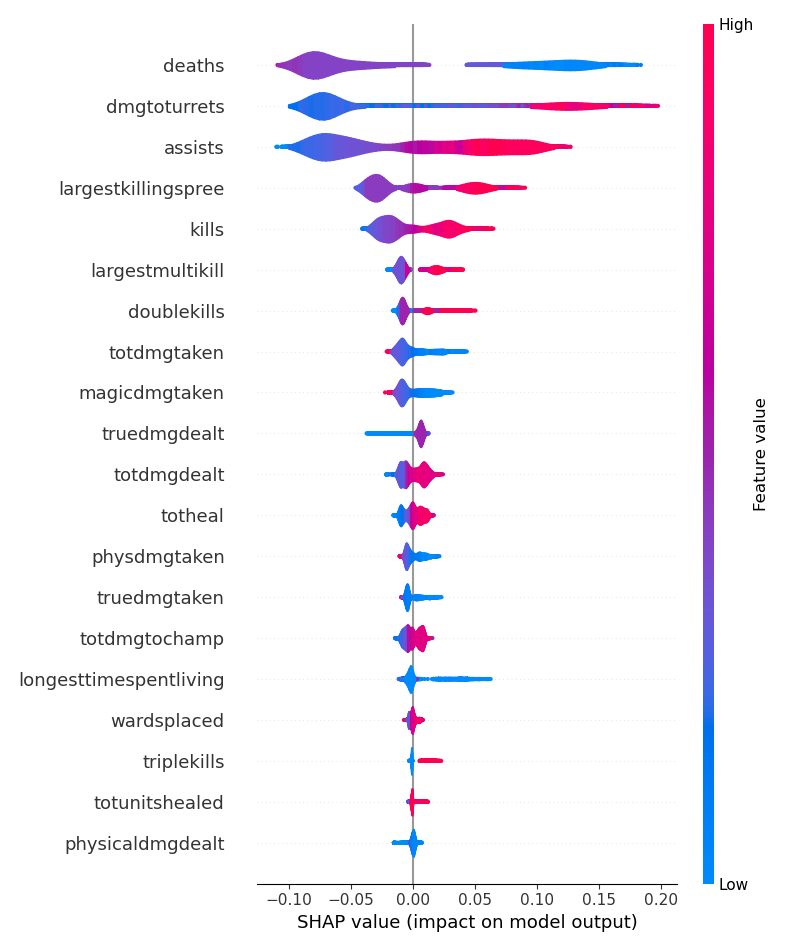 High
deaths
dmgtoturrets
assists
largestkillingspree
kills
largestmultikill
doublekills
totdmgtaken
magicdmgtaken
truedmgdealt
totdmgdealt
totheal
physdmgtaken
truedmgtaken
totdmgtochamp
longesttimespentliving
wardsplaced
triplekills
totunitshealed
physicaldmgdealt
Feature value
Low
−0.10 −0.05 0.00 0.05 0.10 0.15 0.20
SHAP value (impact on model output)